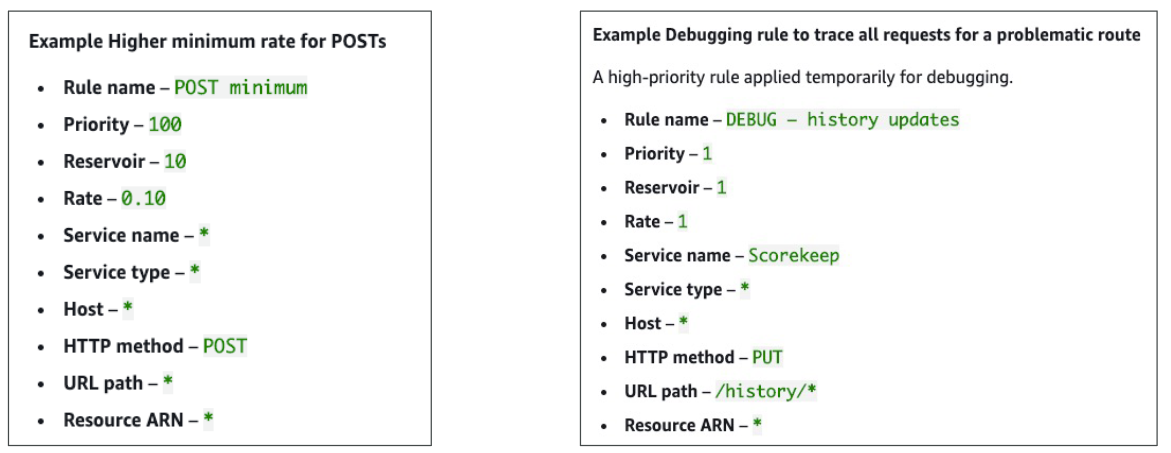 Example Higher minimum rate for POSTs
• Rule name – POST minimum
• Priority – 100
• Reservoir – 10
• Rate – 0.10
• Service name – *
• Service type – *
• Host – *
• HTTP method – POST
• URL path – *
• Resource ARN – *
Example Debugging rule to trace all requests for a problematic route
A high-priority rule applied temporarily for debugging.
• Rule name – DEBUG – history updates
• Priority – 1
• Reservoir – 1
• Rate – 1
• Service name – Scorekeep
• Service type – *
• Host – *
• HTTP method – PUT
• URL path – /history/*
• Resource ARN – *